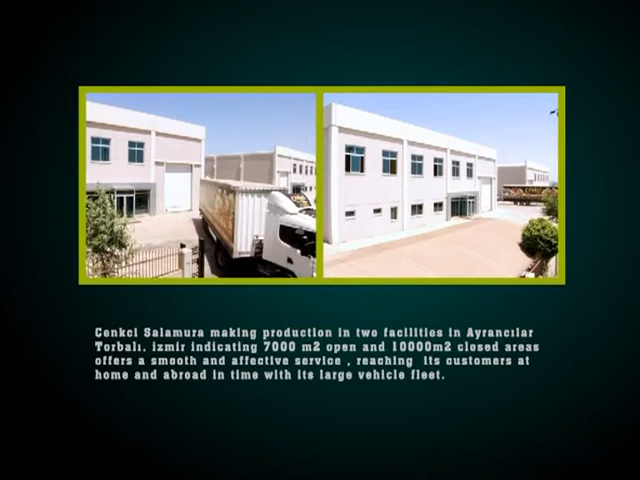 Cenkci Salamura making production in two facilities in Ayrancılar
Torbalı, izmir indicating 7000 m2 open and 10000m2 closed areas
offers a smooth and affective service , reaching its customers at
home and abroad in time with its large vehicle fleet.